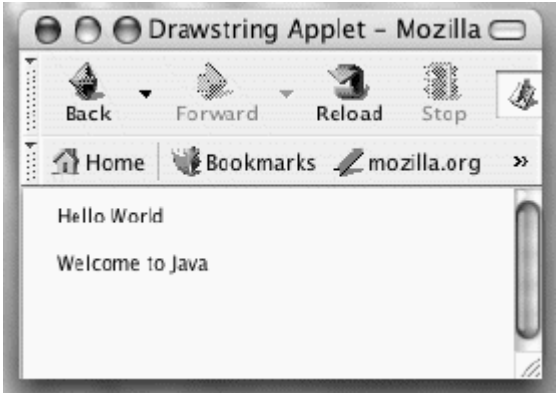 Drawstring Applet – Mozilla
Back Forward Reload Stop
Home Bookmarks mozilla.org »
Hello World
Welcome to Java